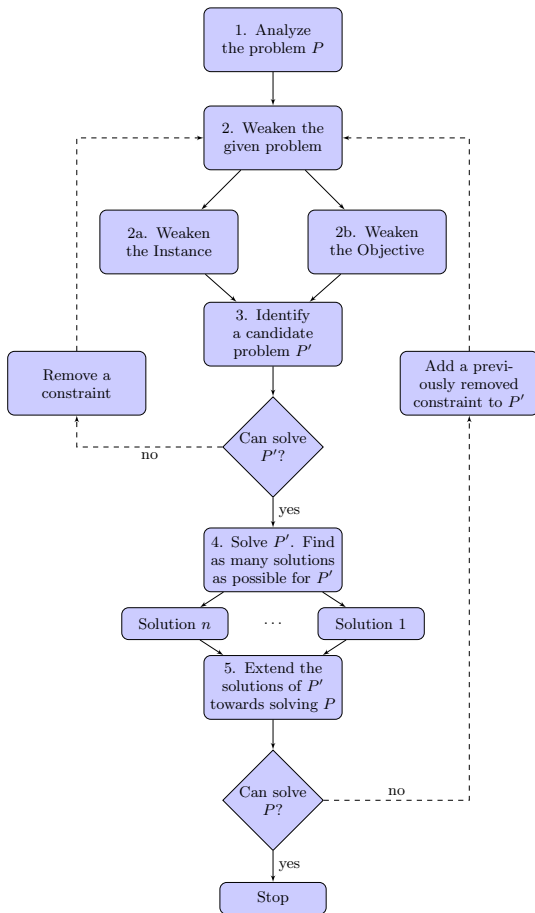 1. Analyze
the problem P
2. Weaken the
given problem
2a. Weaken
the Instance
2b. Weaken
the Objective
3. Identify
a candidate
problem P′
Remove a
constraint
Add a previ-
ously removed
constraint to P′
Can solve
P′?
no
yes
4. Solve P′. Find
as many solutions
as possible for P′
Solution n
...
Solution 1
5. Extend the
solutions of P′
towards solving P
Can solve
P?
no
yes
Stop